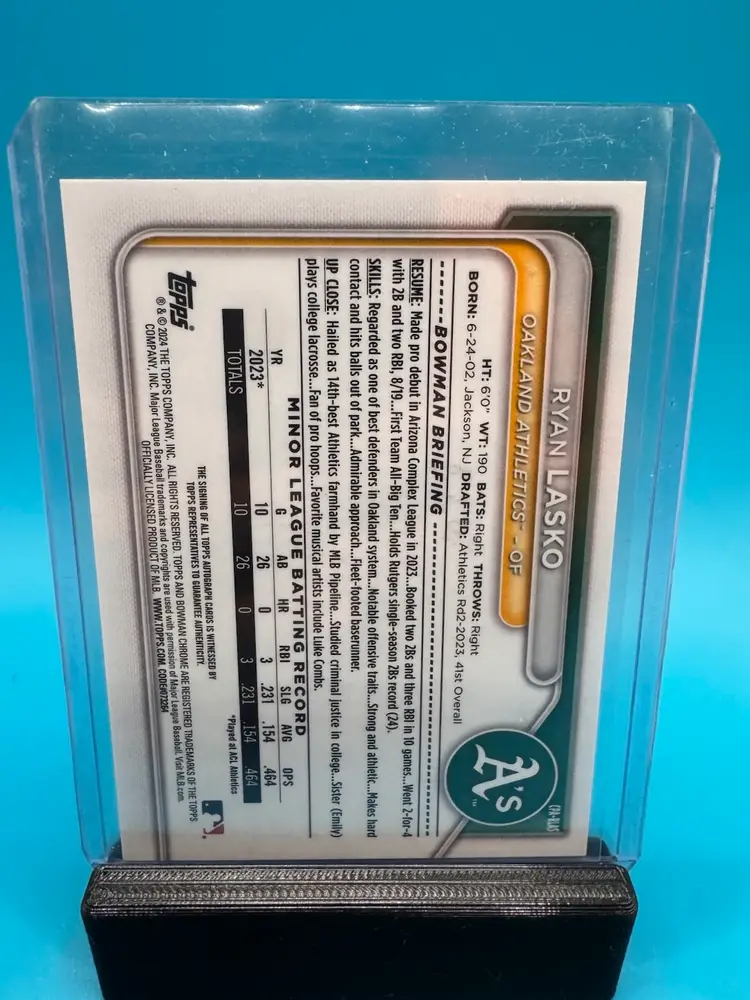 CPA-RLAS
RYAN LASKO
OAKLAND ATHLETICS™ - OF
A's™
HT: 6'0" WT: 190 BATS: Right THROWS: Right
BORN: 6-24-02, Jackson, NJ DRAFTED: Athletics Rd2-2023, 41st Overall
BOWMAN BRIEFING
RESUME: Made pro debut in Arizona Complex League in 2023...Booked two 2Bs and three RBI in 10 games...Went 2-for-4
with 2B and two RBI, 8/19...First Team All-Big Ten...Holds Rutgers single-season 2Bs record (24).
SKILLS: Regarded as one of best defenders in Oakland system...Notable offensive traits...Strong and athletic...Makes hard
contact and hits balls out of park...Admirable approach...Fleet-footed baserunner.
UP CLOSE: Hailed as 14th-best Athletics farmhand by MLB Pipeline...Studied criminal justice in college...Sister (Emily)
plays college lacrosse...Fan of pro hoops...Favorite musical artists include Luke Combs.
MINOR LEAGUE BATTING RECORD
YR G AB HR RBI SLG AVG OPS
2023* 10 26 0 3 .231 .154 .464
TOTALS 10 26 0 3 .231 .154 .464
*Played at ACL Athletics
THE SIGNING OF ALL TOPPS AUTOGRAPH CARDS IS WITNESSED BY
TOPPS REPRESENTATIVES TO GUARANTEE AUTHENTICITY.
topps
® & © 2024 THE TOPPS COMPANY, INC. ALL RIGHTS RESERVED. TOPPS AND BOWMAN CHROME ARE REGISTERED TRADEMARKS OF THE TOPPS
COMPANY, INC. Major League Baseball trademarks and copyrights are used with permission of Major League Baseball. Visit MLB.com.
OFFICIALLY LICENSED PRODUCT OF MLB. WWW.TOPPS.COM. CODE#072264